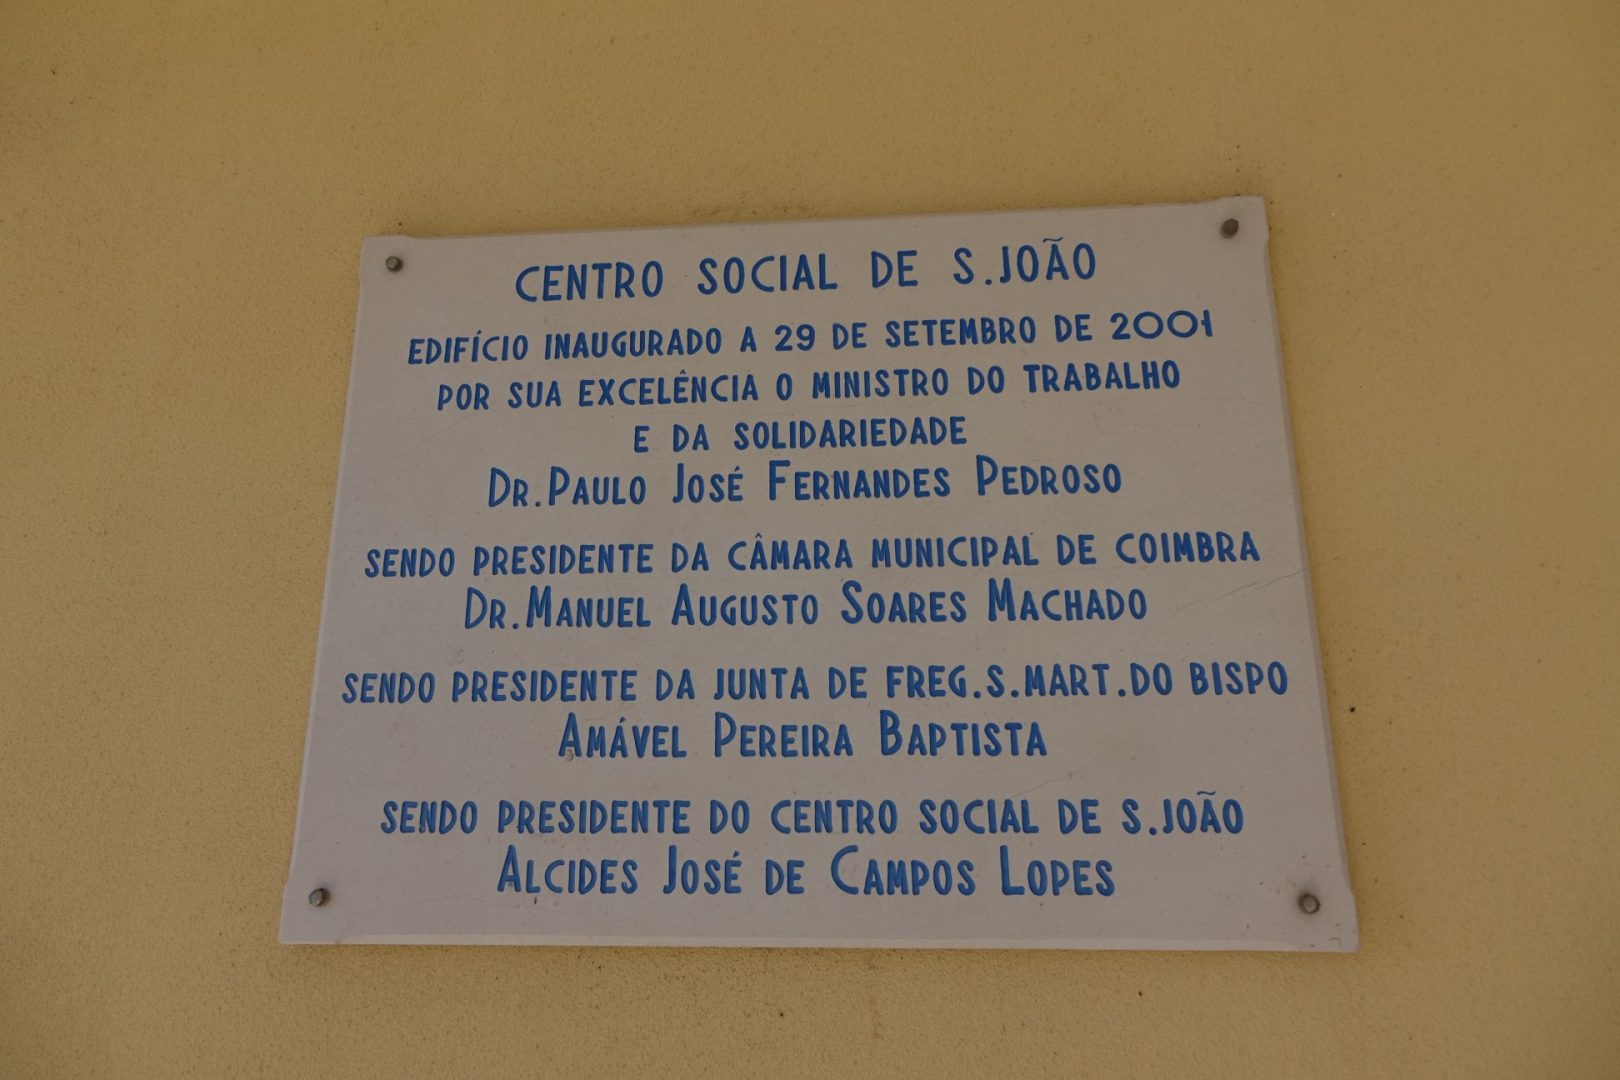 CENTRO SOCIAL DE S.JOÃO
EDIFÍCIO INAUGURADO A 29 DE SETEMBRO DE 2001
POR SUA EXCELÊNCIA O MINISTRO DO TRABALHO
E DA SOLIDARIEDADE
DR.PAULO JOSÉ FERNANDES PEDROSO
SENDO PRESIDENTE DA CÂMARA MUNICIPAL DE COIMBRA
DR.MANUEL AUGUSTO SOARES MACHADO
SENDO PRESIDENTE DA JUNTA DE FREG.S.MART.DO BISPO
AMÁVEL PEREIRA BAPTISTA
SENDO PRESIDENTE DO CENTRO SOCIAL DE S.JOÃO
ALCIDES JOSÉ DE CAMPOS LOPES